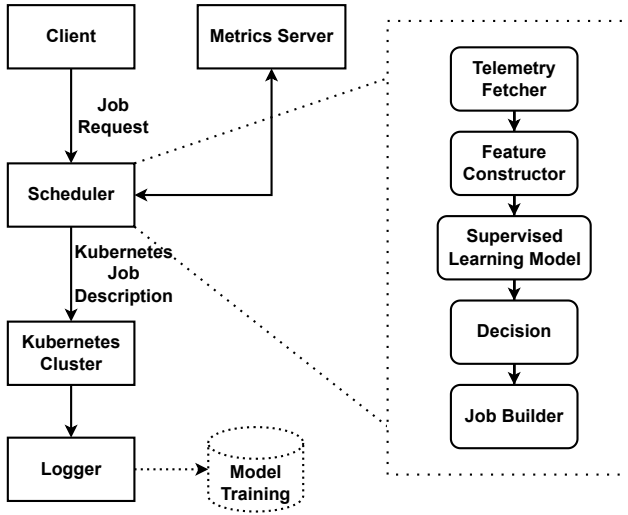 Client
Metrics Server
Job
Request
Scheduler
Kubernetes
Job
Description
Kubernetes
Cluster
Logger
Model
Training
Telemetry
Fetcher
Feature
Constructor
Supervised
Learning Model
Decision
Job Builder